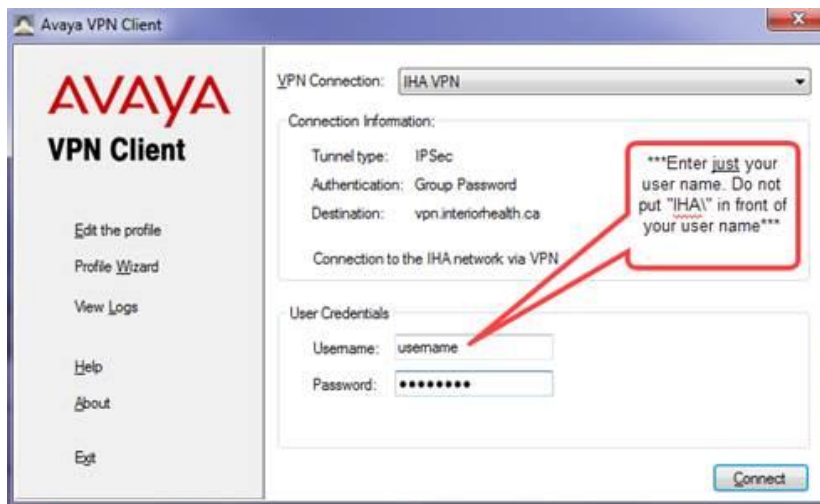 Avaya VPN Client
AVAYA
VPN Client
Edit the profile
Profile Wizard
View Logs
Help
About
Exit
VPN Connection: IHA VPN
Connection Information:
Tunnel type: IPSec
Authentication: Group Password
Destination: vpn.interiorhealth.ca
Connection to the IHA network via VPN
***Enter just your
user name. Do not
put "IHA\" in front of
your user name***
User Credentials
Username: username
Password: ••••••••
Connect